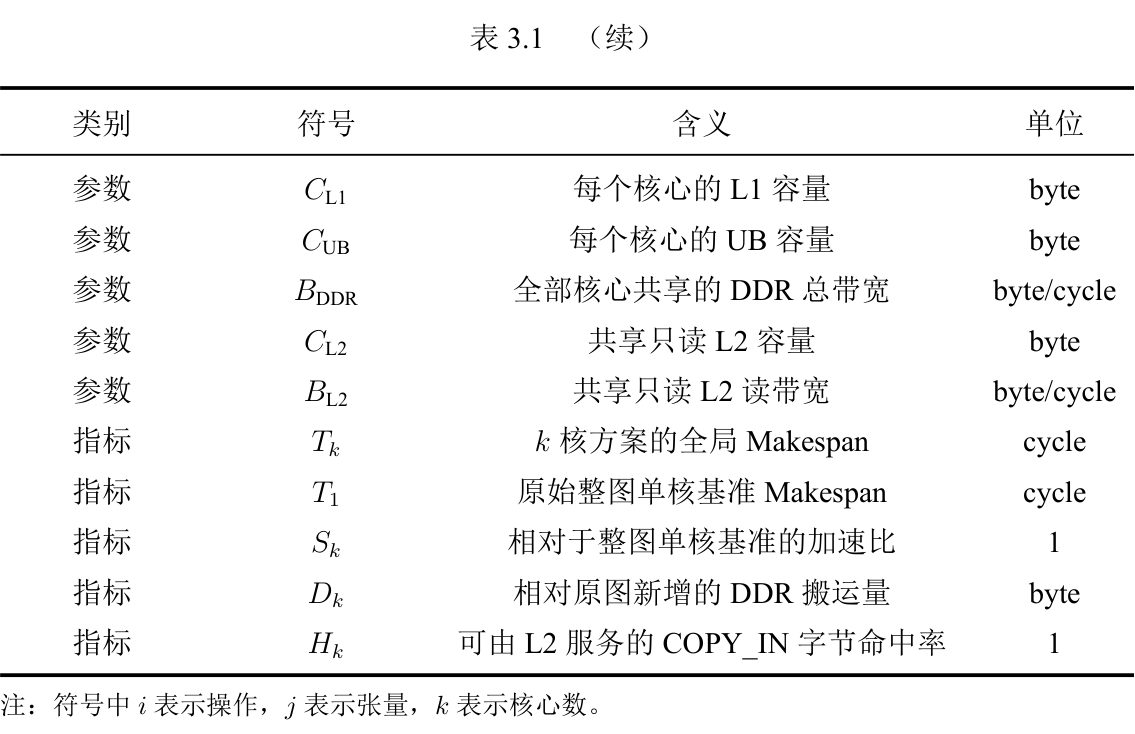 表 3.1 （续）
类别 符号 含义 单位
参数 C_L1 每个核心的 L1 容量 byte
参数 C_UB 每个核心的 UB 容量 byte
参数 B_DDR 全部核心共享的 DDR 总带宽 byte/cycle
参数 C_L2 共享只读 L2 容量 byte
参数 B_L2 共享只读 L2 读带宽 byte/cycle
指标 T_k k 核方案的全局 Makespan cycle
指标 T_1 原始整图单核基准 Makespan cycle
指标 S_k 相对于整图单核基准的加速比 1
指标 D_k 相对原图新增的 DDR 搬运量 byte
指标 H_k 可由 L2 服务的 COPY_IN 字节命中率 1
注：符号中 i 表示操作，j 表示张量，k 表示核心数。